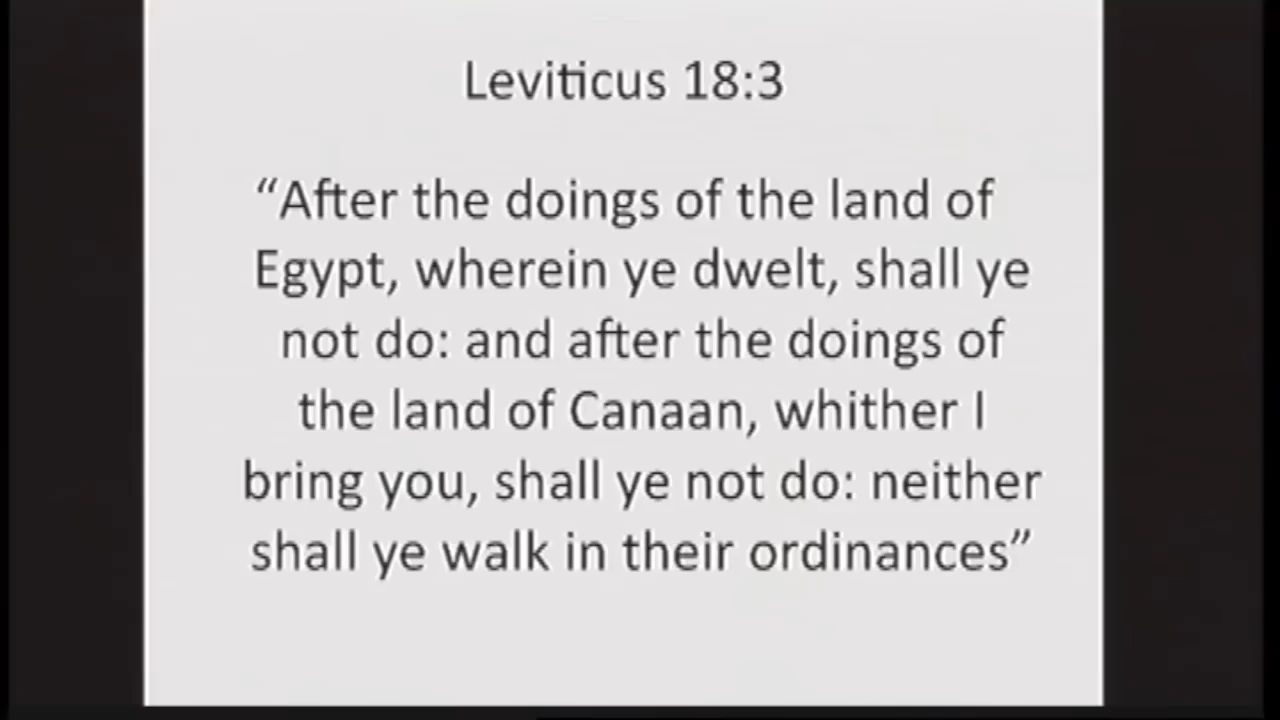 Leviticus 18:3
“After the doings of the land of
Egypt, wherein ye dwelt, shall ye
not do: and after the doings of
the land of Canaan, whither I
bring you, shall ye not do: neither
shall ye walk in their ordinances”